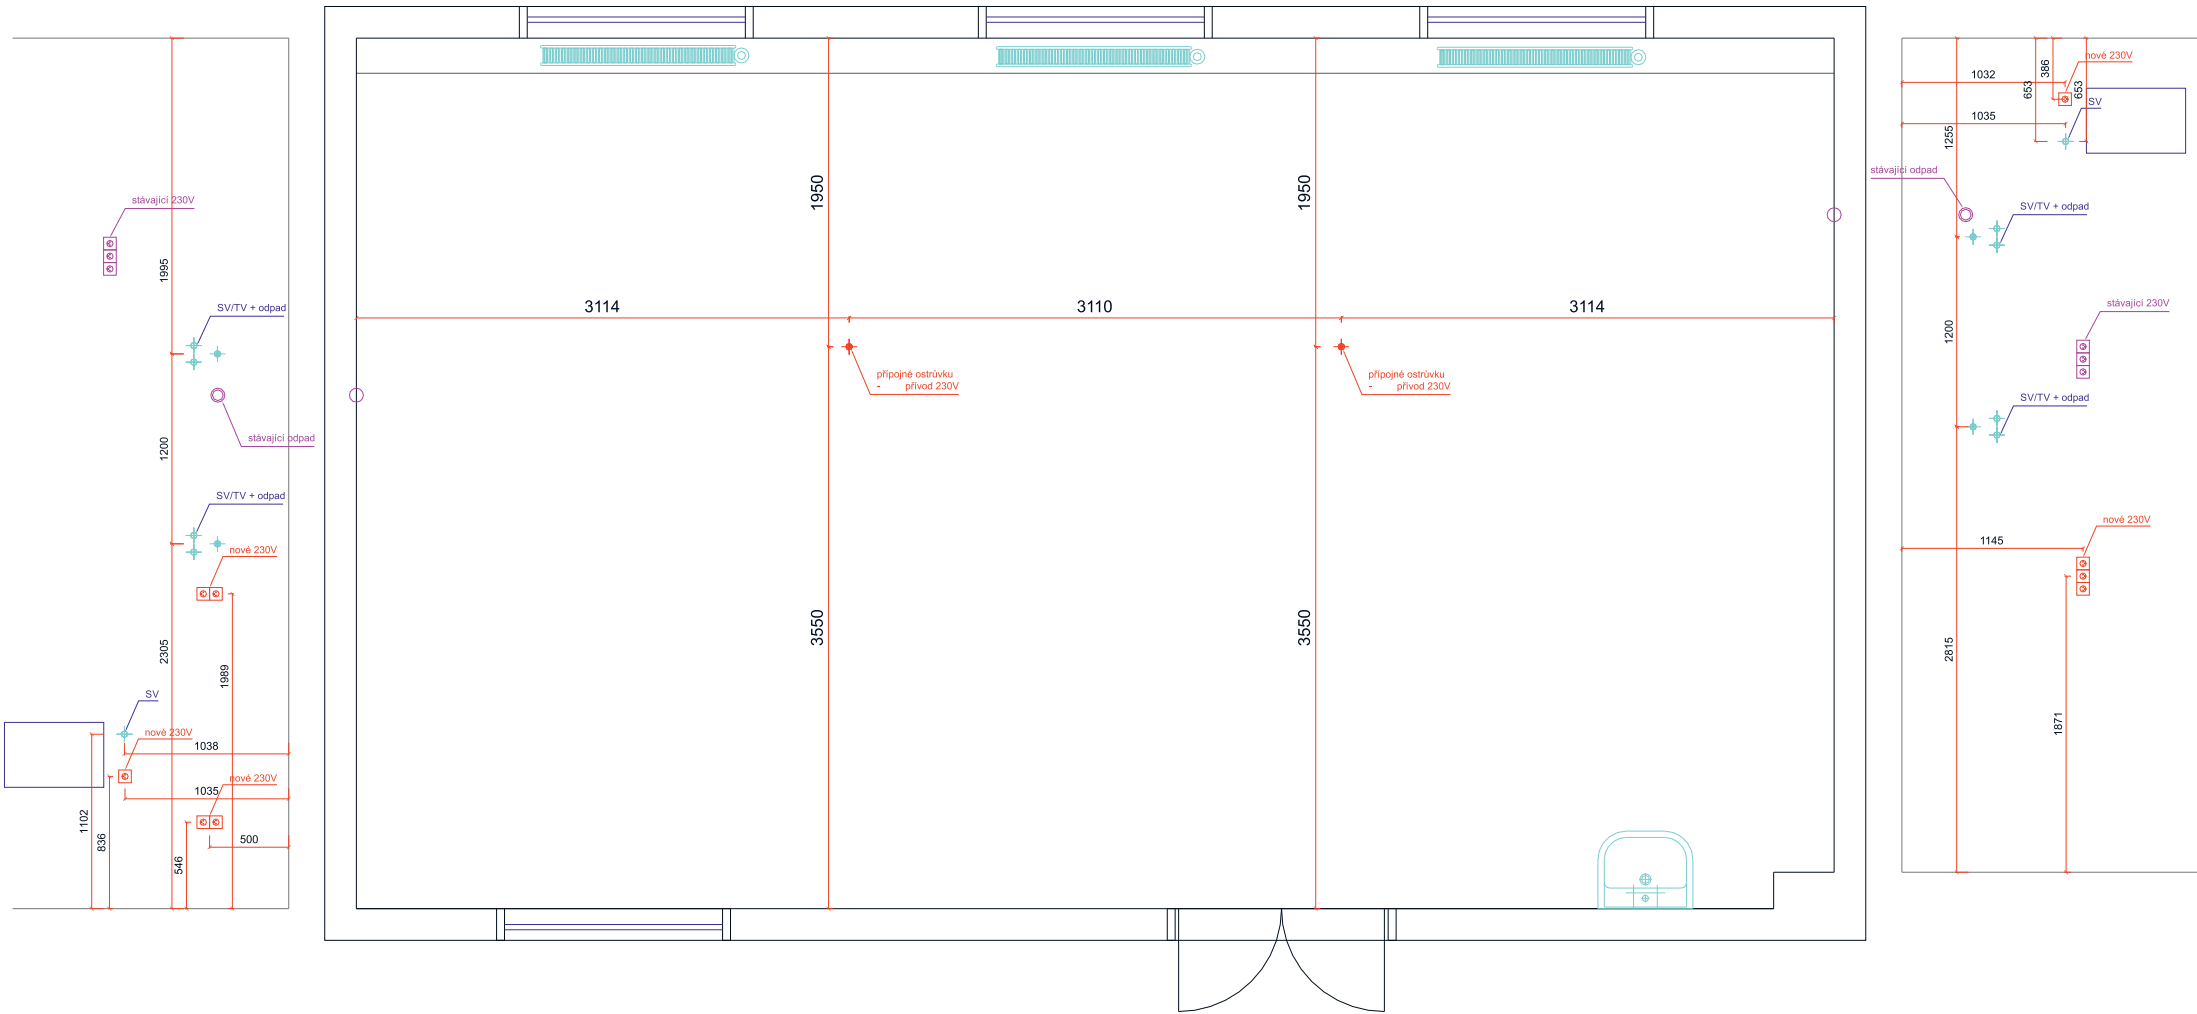 stávající 230V
1995
SV/TV + odpad
stávající odpad
1200
SV/TV + odpad
nové 230V
2305
1989
SV
nové 230V
1038
nové 230V
1035
1102
836
546
500
1950
1950
3114
3110
3114
přípojné ostrůvku
- přívod 230V
přípojné ostrůvku
- přívod 230V
3550
3550
nové 230V
1032
386
653
653
SV
1035
1255
stávající odpad
SV/TV + odpad
stávající 230V
1200
SV/TV + odpad
nové 230V
1145
2815
1871